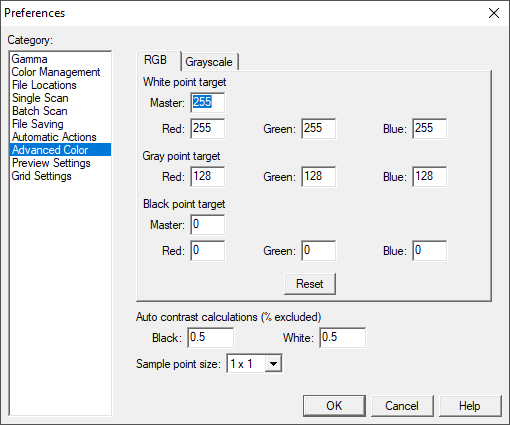 Preferences
Category:
Gamma
Color Management
File Locations
Single Scan
Batch Scan
File Saving
Automatic Actions
Advanced Color
Preview Settings
Grid Settings
RGB Grayscale
White point target
Master: 255
Red: 255 Green: 255 Blue: 255
Gray point target
Red: 128 Green: 128 Blue: 128
Black point target
Master: 0
Red: 0 Green: 0 Blue: 0
Reset
Auto contrast calculations (% excluded)
Black: 0.5 White: 0.5
Sample point size: 1 x 1
OK Cancel Help